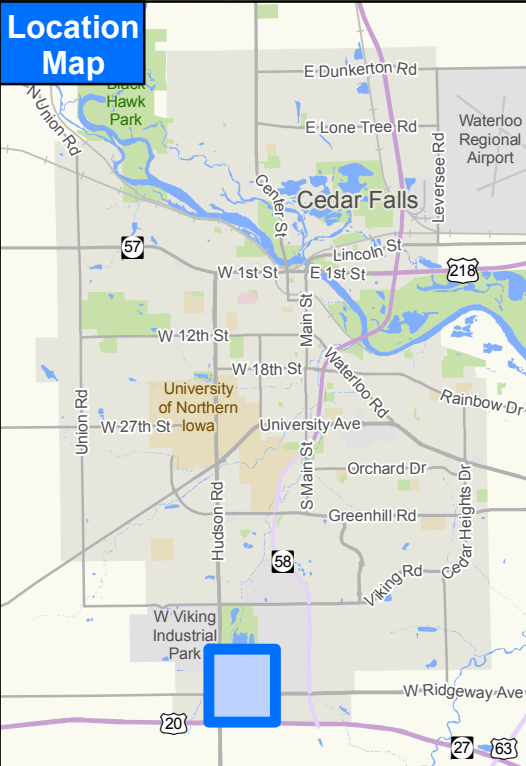 Location
Map
E Dunkerton Rd
Black
Hawk
Park
N Union Rd
E Lone Tree Rd
Waterloo
Regional
Airport
Leversee Rd
Center St
Cedar Falls
57
Lincoln St
W 1st St
E 1st St
218
Main St
W 12th St
Waterloo Rd
W 18th St
University
of Northern
Iowa
Rainbow Dr
Union Rd
W 27th St
University Ave
S Main St
Orchard Dr
Cedar Heights Dr
Hudson Rd
Greenhill Rd
58
Viking Rd
W Viking
Industrial
Park
W Ridgeway Ave
20
27
63